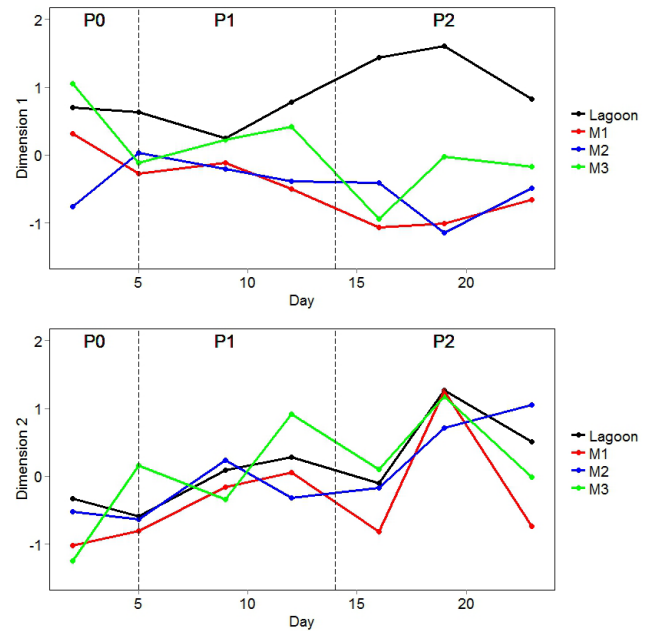 P0 P1 P2
2
1
0
-1
Dimension 1
5 10 15 20
Day
Lagoon
M1
M2
M3
P0 P1 P2
2
1
0
-1
Dimension 2
5 10 15 20
Day
Lagoon
M1
M2
M3